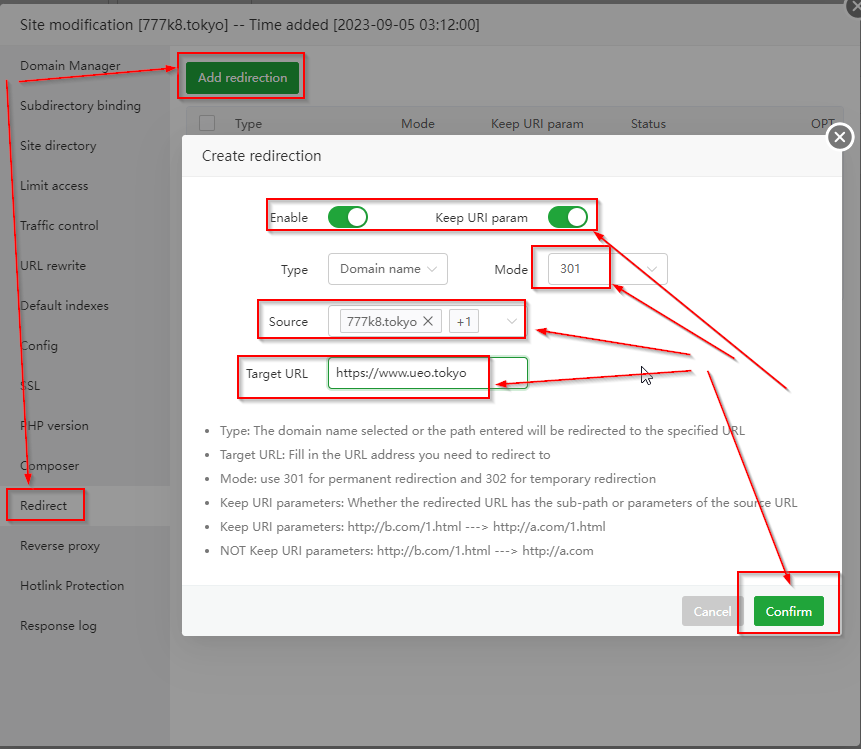 Site modification [777k8.tokyo] -- Time added [2023-09-05 03:12:00]
Domain Manager
Subdirectory binding
Site directory
Limit access
Traffic control
URL rewrite
Default indexes
Config
SSL
PHP version
Composer
Redirect
Reverse proxy
Hotlink Protection
Response log
Add redirection
Type Mode Keep URI param Status OPT
Create redirection
Enable Keep URI param
Type Domain name Mode 301
Source 777k8.tokyo +1
Target URL https://www.ueo.tokyo
• Type: The domain name selected or the path entered will be redirected to the specified URL
• Target URL: Fill in the URL address you need to redirect to
• Mode: use 301 for permanent redirection and 302 for temporary redirection
• Keep URI parameters: Whether the redirected URL has the sub-path or parameters of the source URL
• Keep URI parameters: http://b.com/1.html ---> http://a.com/1.html
• NOT Keep URI parameters: http://b.com/1.html ---> http://a.com
Cancel Confirm